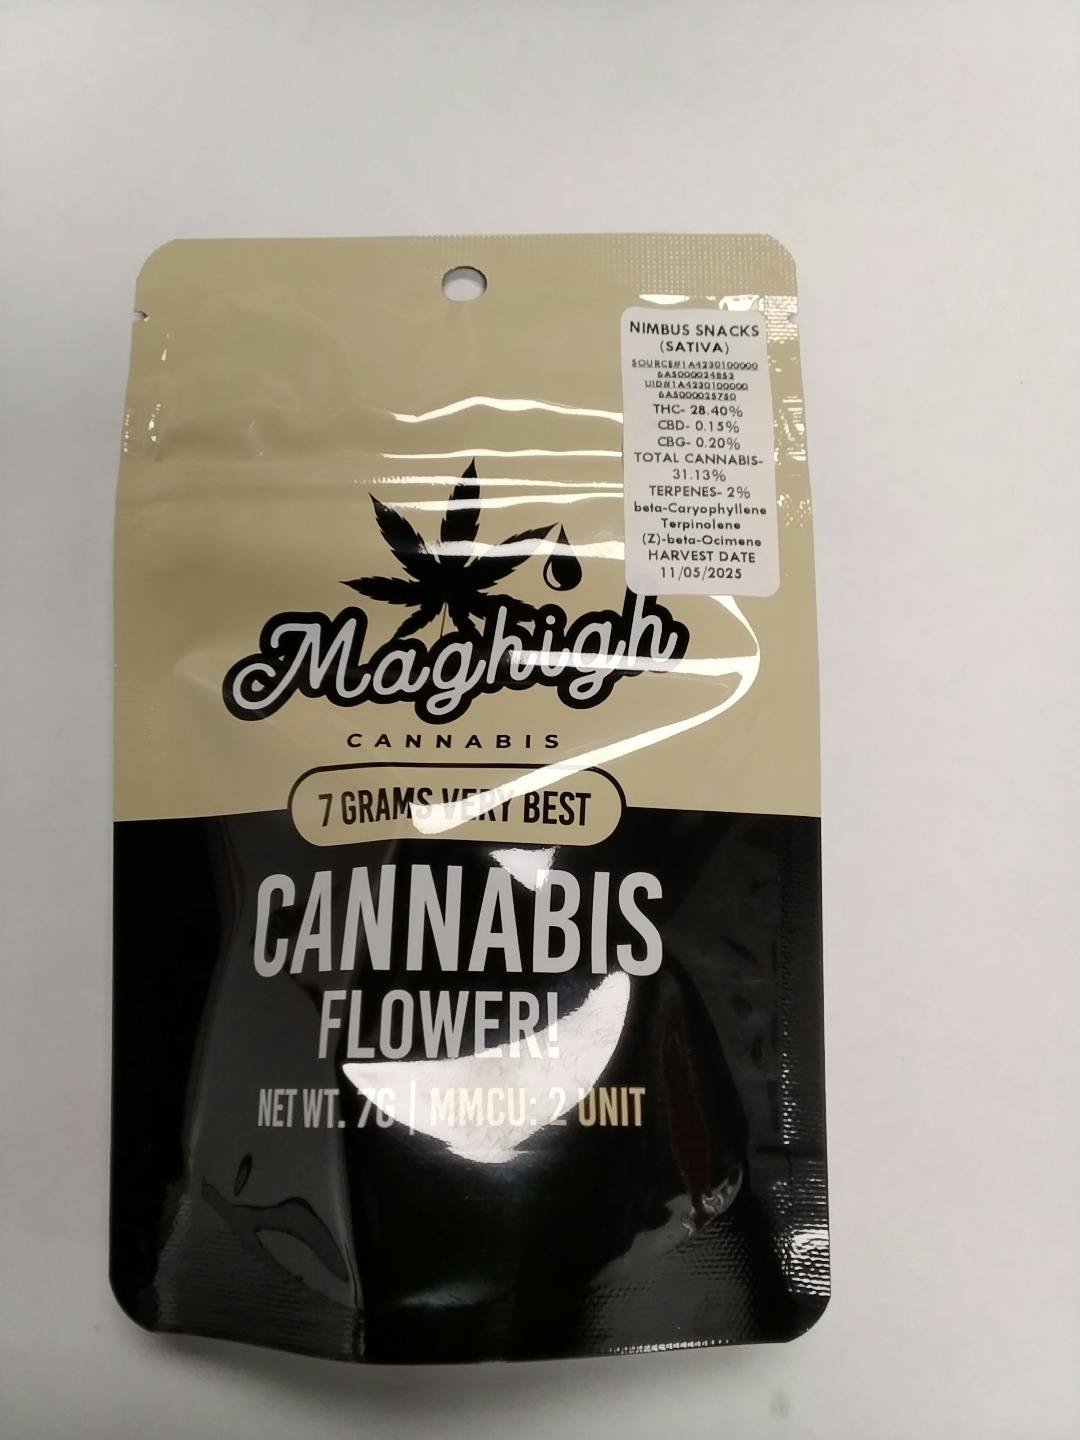 NIMBUS SNACKS
(SATIVA)
SOURCE#1A4230100000
6A5000024853
UID#1A4230100000
6A5000025750
THC- 28.40%
CBD- 0.15%
CBG- 0.20%
TOTAL CANNABIS-
31.13%
TERPENES- 2%
beta-Caryophyllene
Terpinolene
(Z)-beta-Ocimene
HARVEST DATE
11/05/2025
Maghigh
CANNABIS
7 GRAMS VERY BEST
CANNABIS
FLOWER!
NET WT. 7G | MMCU: 2 UNIT